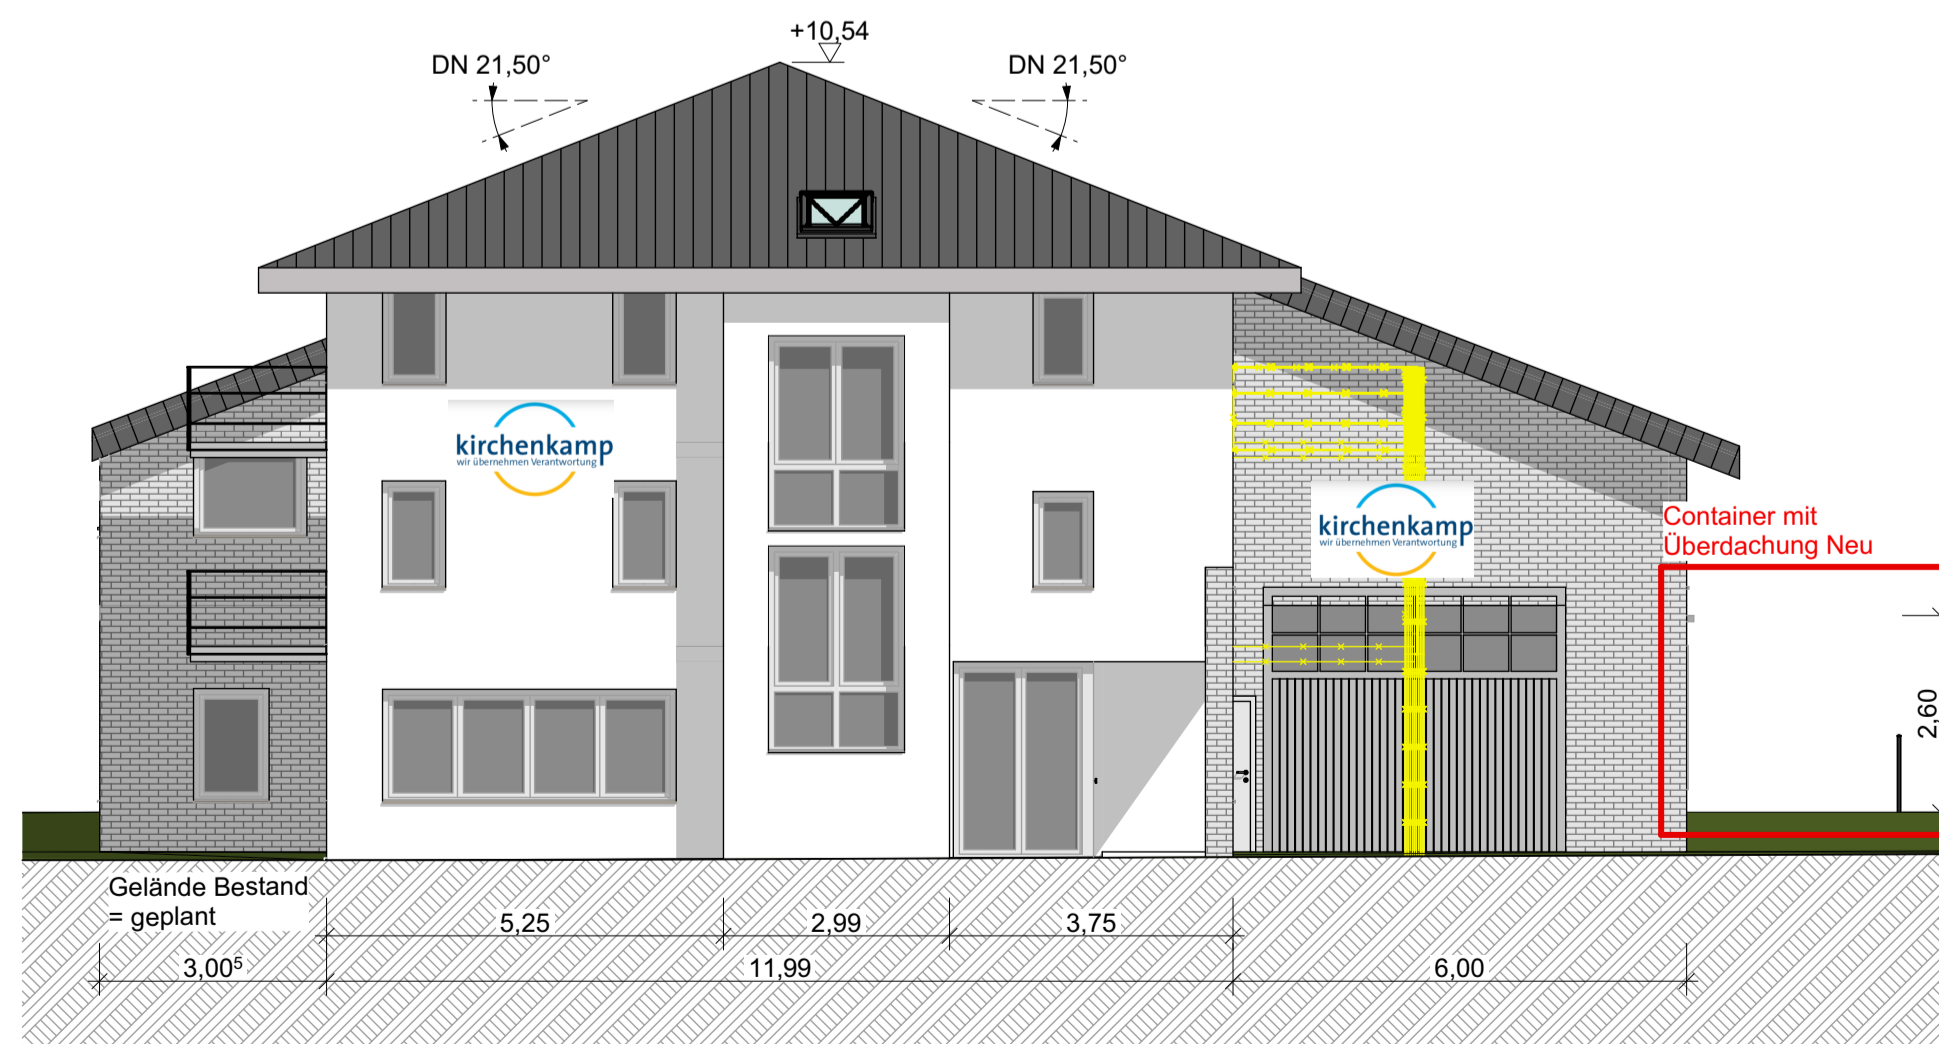 +10,54
DN 21,50°
DN 21,50°
kirchenkamp
wir übernehmen Verantwortung
kirchenkamp
wir übernehmen Verantwortung
Container mit
Überdachung Neu
2,60
Gelände Bestand
= geplant
5,25
2,99
3,75
3,00⁵
11,99
6,00